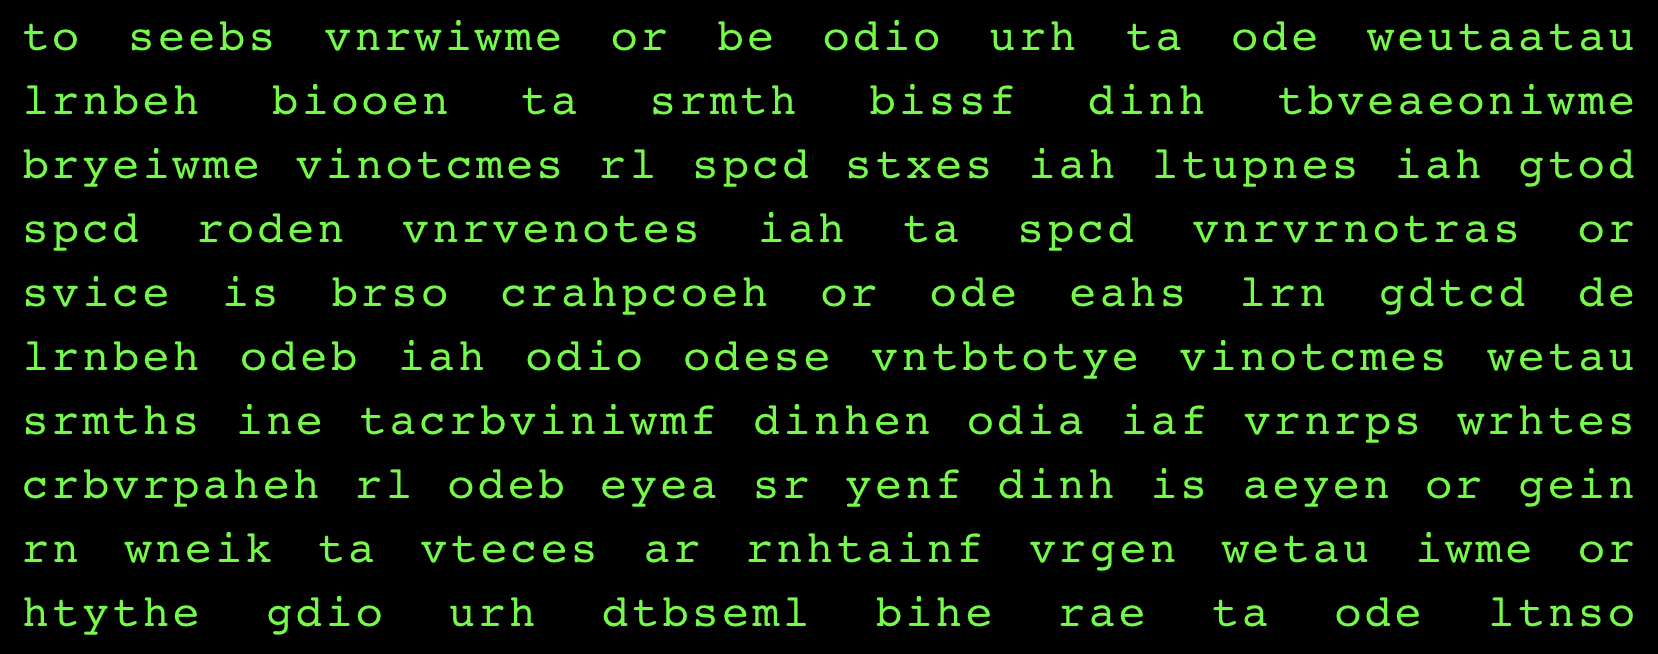 to seebs vnrwiwme or be odio urh ta ode weutaatau
lrnbeh biooen ta srmth bissf dinh tbveaeoniwme
bryeiwme vinotcmes rl spcd stxes iah ltupnes iah gtod
spcd roden vnrvenotes iah ta spcd vnrvrnotras or
svice is brso crahpcoeh or ode eahs lrn gdtcd de
lrnbeh odeb iah odio odese vntbtotye vinotcmes wetau
srmths ine tacrbviniwmf dinhen odia iaf vrnrps wrhtes
crbvrpaheh rl odeb eyea sr yenf dinh is aeyen or gein
rn wneik ta vteces ar rnhtainf vrgen wetau iwme or
htythe gdio urh dtbseml bihe rae ta ode ltnso